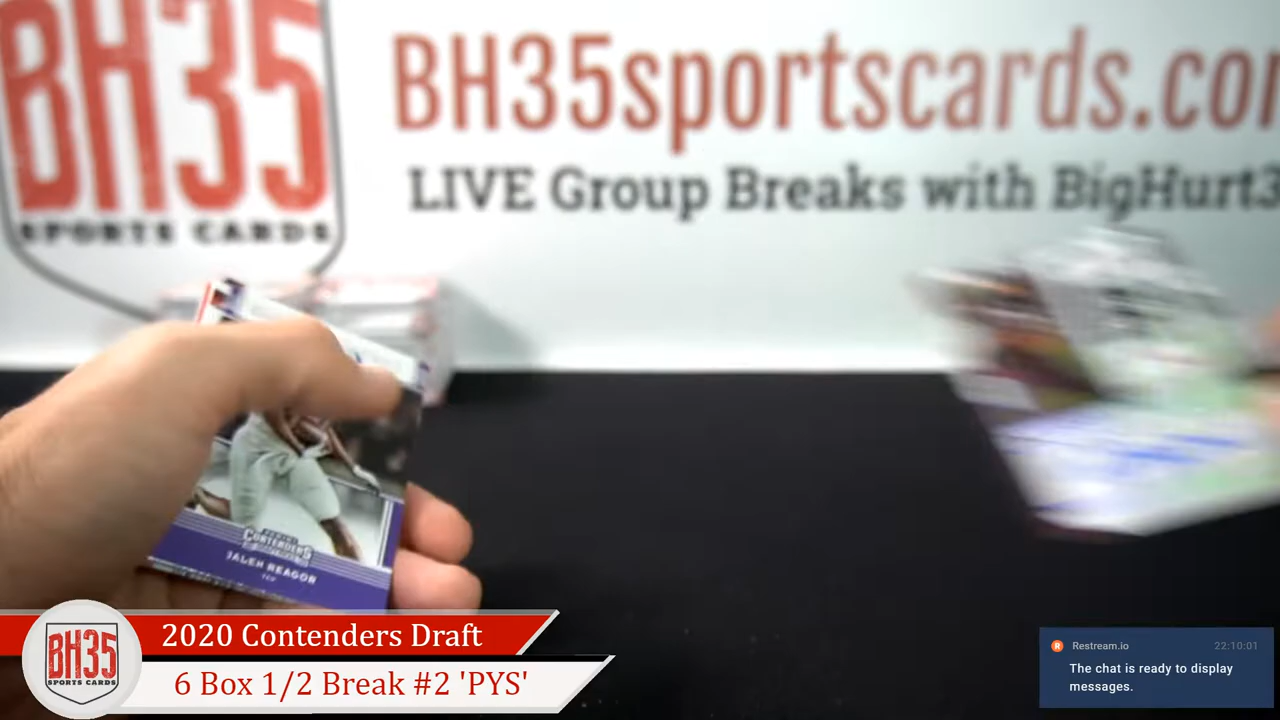 BH35
SPORTS CARDS
BH35sportscards.co
LIVE Group Breaks with BigHurt3
CONTENDERS
JALEN REAGOR
TCU
2020 Contenders Draft
6 Box 1/2 Break #2 'PYS'
BH35
SPORTS CARDS
Restream.io 22:10:01
The chat is ready to display
messages.